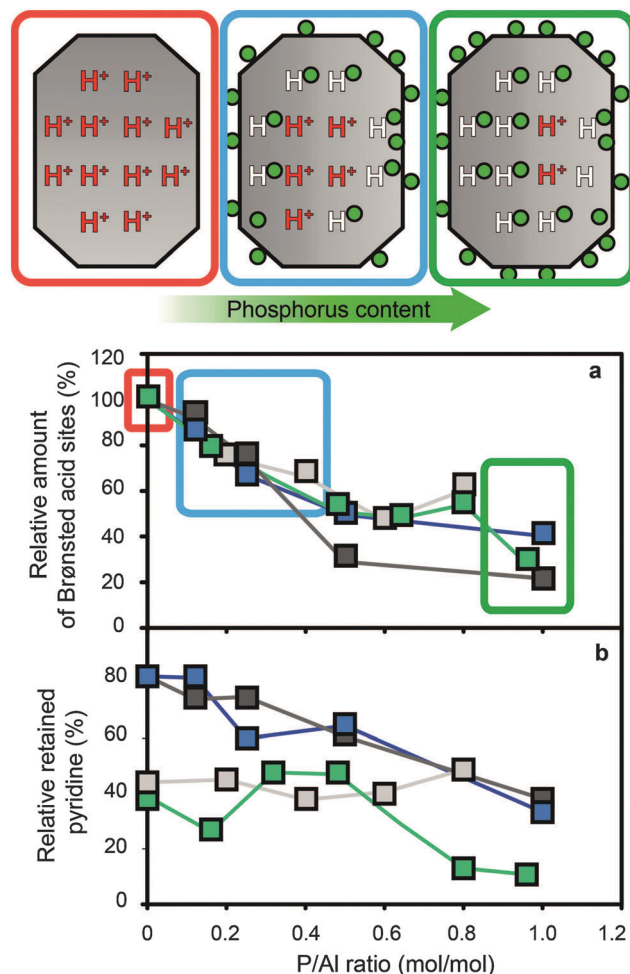 H+ H+
H+ H+ H+ H+
H+ H+ H+ H+
H+ H+
H H
H H+ H+ H
H H+ H+ H
H+ H
H H
H H H+ H
H H H+ H
H H
Phosphorus content
a
Relative amount
of Brønsted acid sites (%)
120
100
80
60
40
20
0
b
Relative retained
pyridine (%)
80
60
40
20
0
0 0.2 0.4 0.6 0.8 1.0 1.2
P/Al ratio (mol/mol)